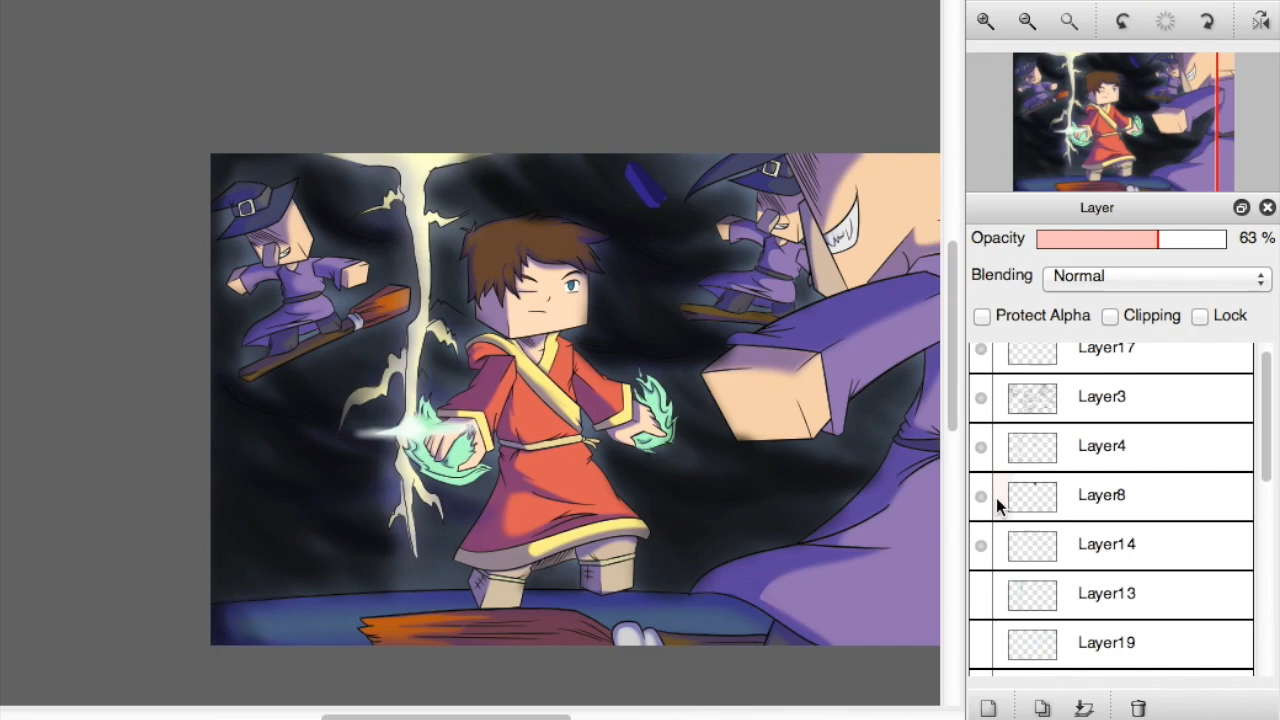 Layer
Opacity 63 %
Blending Normal
Protect Alpha Clipping Lock
Layer17
Layer3
Layer4
Layer8
Layer14
Layer13
Layer19